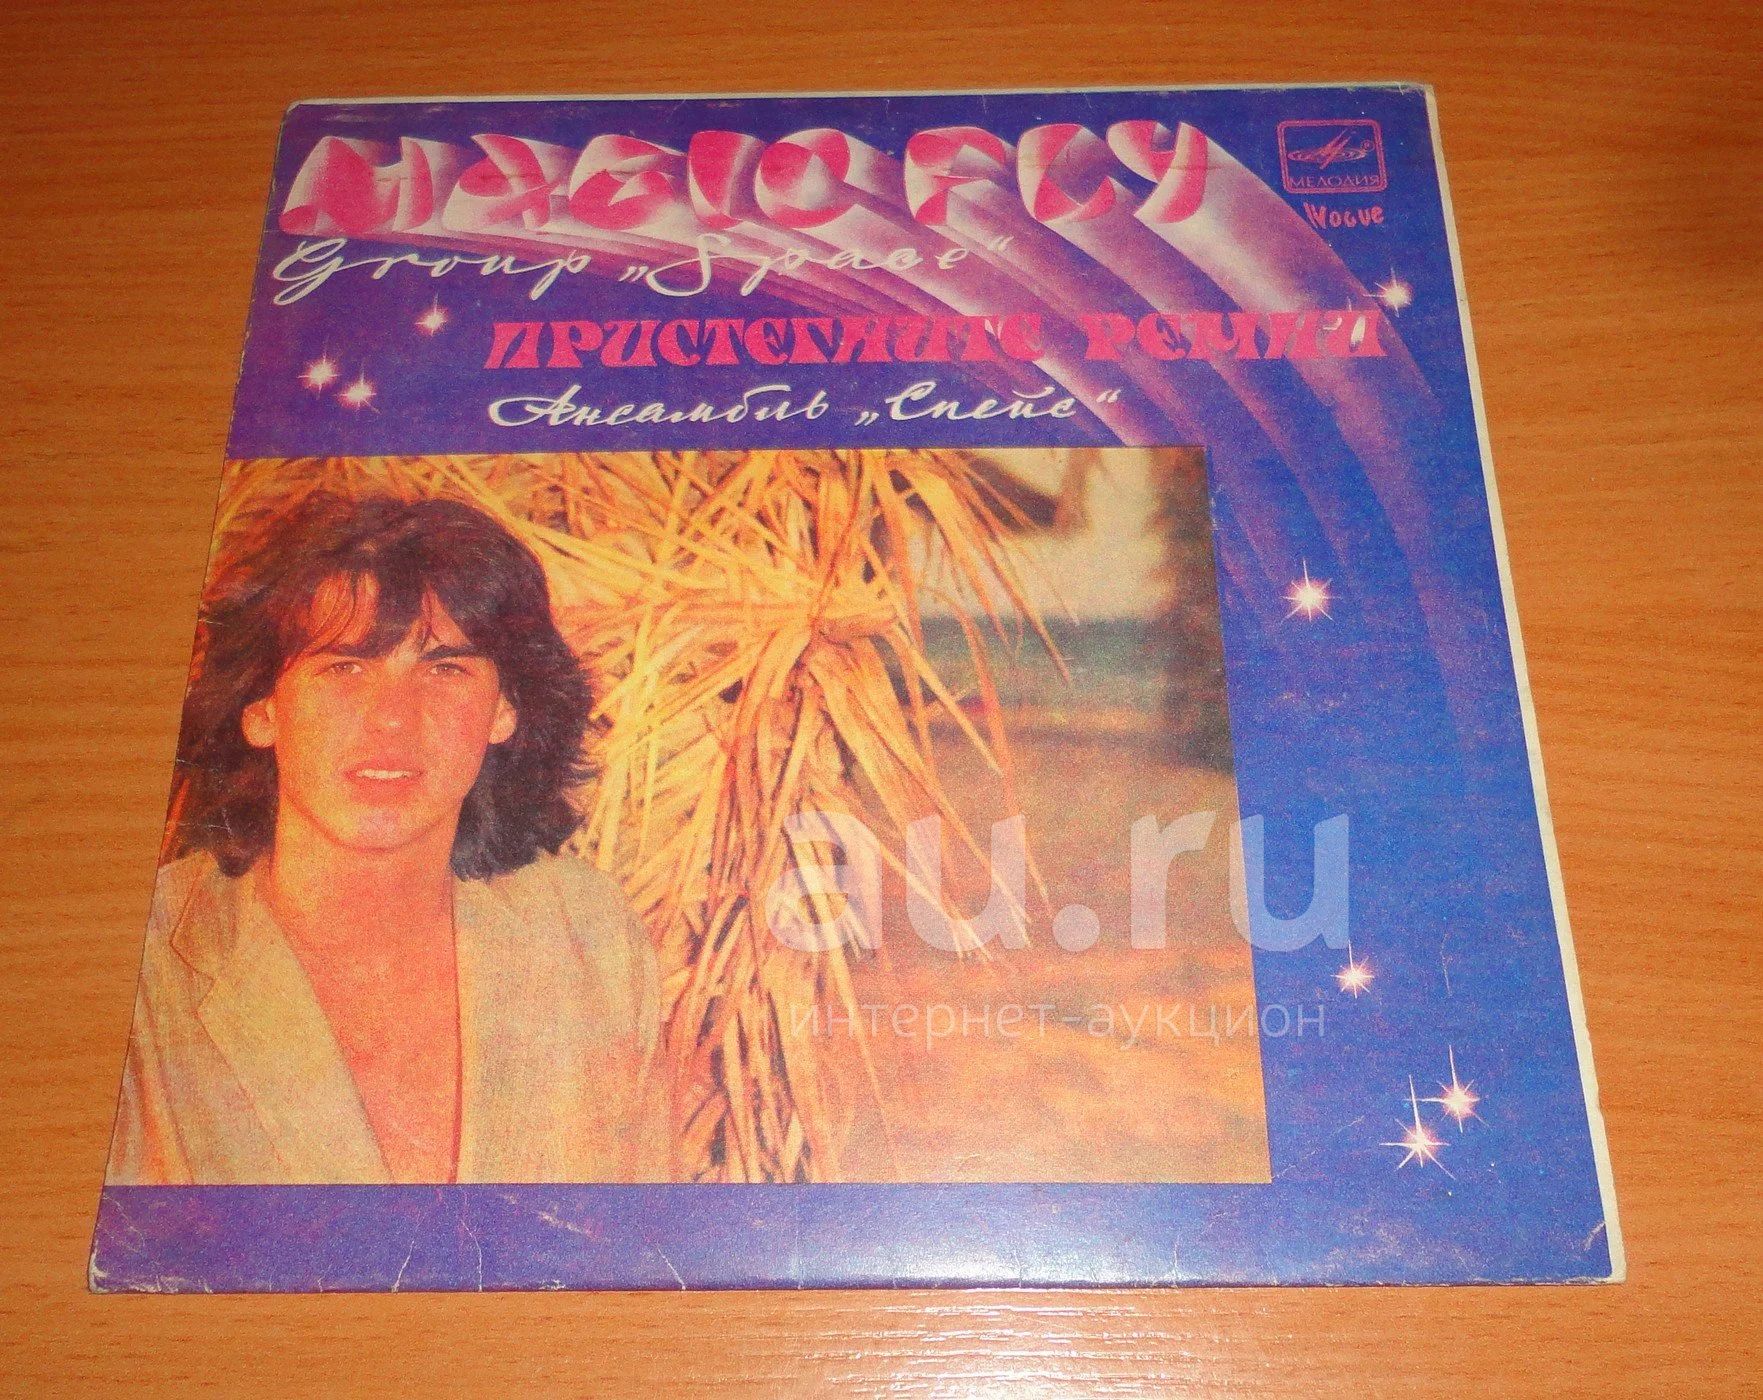 MAGIC FLY
МЕЛОДИЯ
Vogue
Group „Space“
ПРИСТЕГНИТЕ РЕМНИ
Ансамбль „Спейс“
au.ru
интернет-аукцион